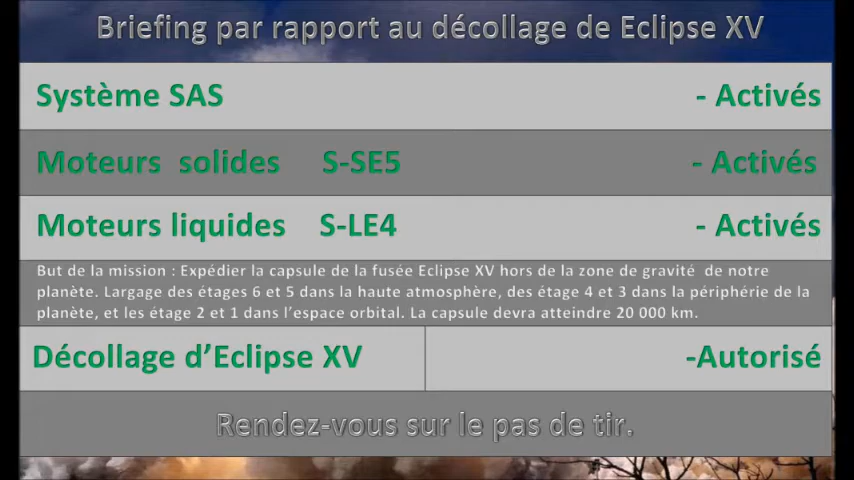 Briefing par rapport au décollage de Eclipse XV
Système SAS - Activés
Moteurs solides S-SE5 - Activés
Moteurs liquides S-LE4 - Activés
But de la mission : Expédier la capsule de la fusée Eclipse XV hors de la zone de gravité de notre
planète. Largage des étages 6 et 5 dans la haute atmosphère, des étage 4 et 3 dans la périphérie de la
planète, et les étage 2 et 1 dans l'espace orbital. La capsule devra atteindre 20 000 km.
Décollage d'Eclipse XV -Autorisé
Rendez-vous sur le pas de tir.